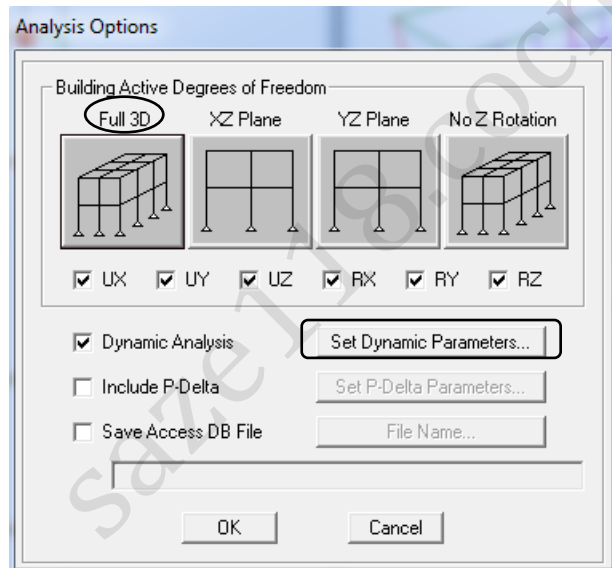 Analysis Options
Building Active Degrees of Freedom
Full 3D XZ Plane YZ Plane No Z Rotation
UX UY UZ RX RY RZ
Dynamic Analysis Set Dynamic Parameters...
Include P-Delta Set P-Delta Parameters...
Save Access DB File File Name...
OK Cancel